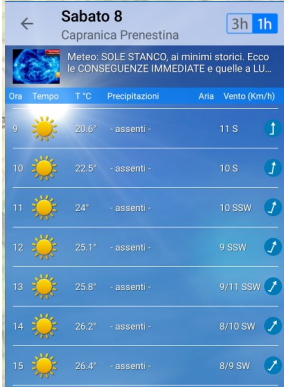 Sabato 8
Capranica Prenestina
3h 1h
Meteo: SOLE STANCO, ai minimi storici. Ecco
le CONSEGUENZE IMMEDIATE e quelle a LU...
Ora Tempo T °C Precipitazioni Aria Vento (Km/h)
9 20.6° - assenti - 11 S
10 22.5° - assenti - 10 S
11 24° - assenti - 10 SSW
12 25.1° - assenti - 9 SSW
13 25.8° - assenti - 9/11 SSW
14 26.2° - assenti - 8/10 SW
15 26.4° - assenti - 8/9 SW